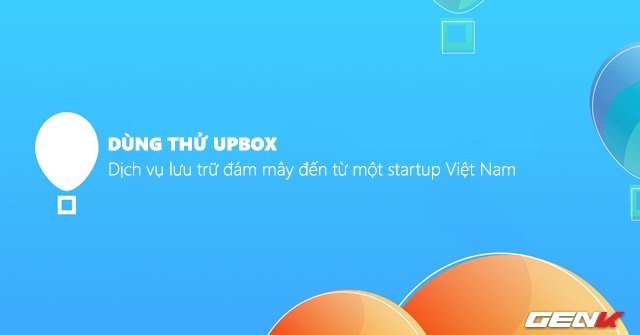 DÙNG THỬ UPBOX
Dịch vụ lưu trữ đám mây đến từ một startup Việt Nam
GENK